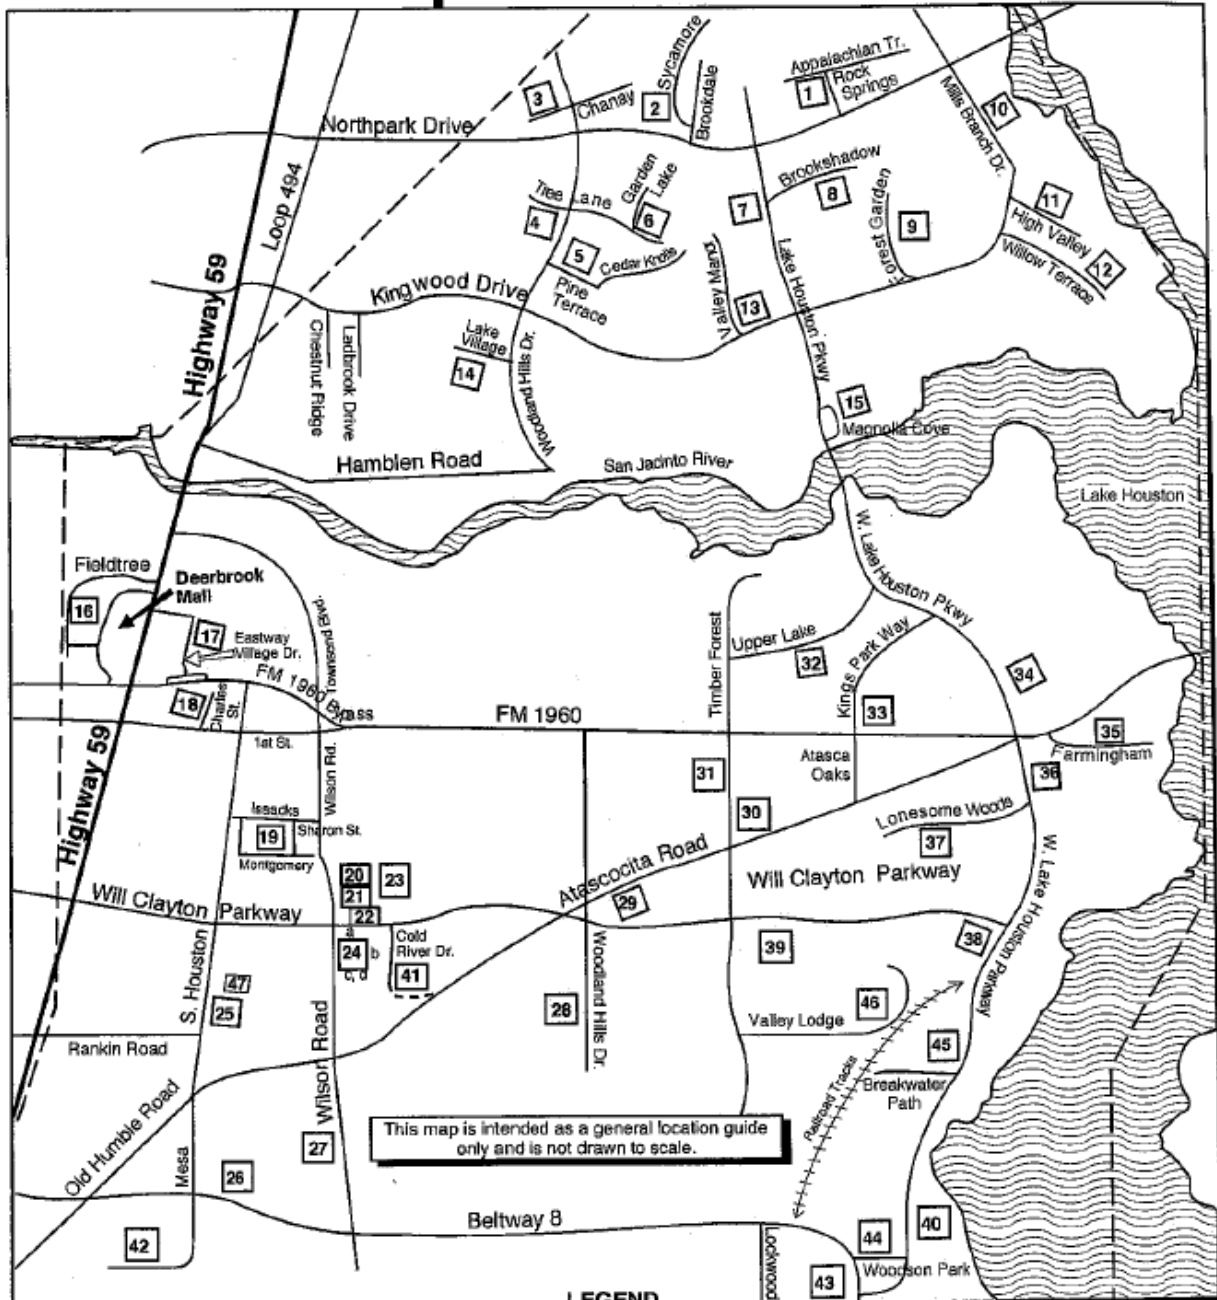 Sycamore
Appalachian Tr.
Rock
Springs
1
2
3
Chanay
Brookdale
Mills Branch Dr.
10
Northpark Drive
Loop 494
Tree Lane
Garden
Lake
Brookshadow
4
6
7
8
Forest Garden
9
11
High Valley
Willow Terrace
12
5
Cedar Knolls
Pine
Terrace
Kingwood Drive
Valley Manor
13
Lake Houston Pkwy
Highway 59
Chestnut Ridge
Ladbrook Drive
Lake
Village
14
Woodland Hills Dr.
15
Magnolia Cove
Hamblen Road
San Jacinto River
Lake Houston
W. Lake Houston Pkwy
Fieldtree
Deerbrook
Mall
16
17
Eastway
Village Dr.
Townsend Blvd.
Timber Forest
Upper Lake
32
Kings Park Way
34
FM 1960 Bypass
18
Charles
St.
FM 1960
33
35
Farmingham
1st St.
Wilson Rd.
Atasca
Oaks
31
36
Highway 59
30
Issacks
19
Sharon St.
Montgomery
Lonesome Woods
37
20
21
22
23
Atascocita Road
29
Will Clayton Parkway
Will Clayton Parkway
W. Lake Houston Parkway
38
24
b
c, d
Cold
River Dr.
41
39
S. Houston
47
25
28
Woodland Hills Dr.
46
Valley Lodge
45
Rankin Road
Wilson Road
Railroad Tracks
Breakwater
Path
Old Humble Road
Mesa
This map is intended as a general location guide
only and is not drawn to scale.
27
26
Beltway 8
42
Lockwood
44
40
Woodson Park
43
LEGEND